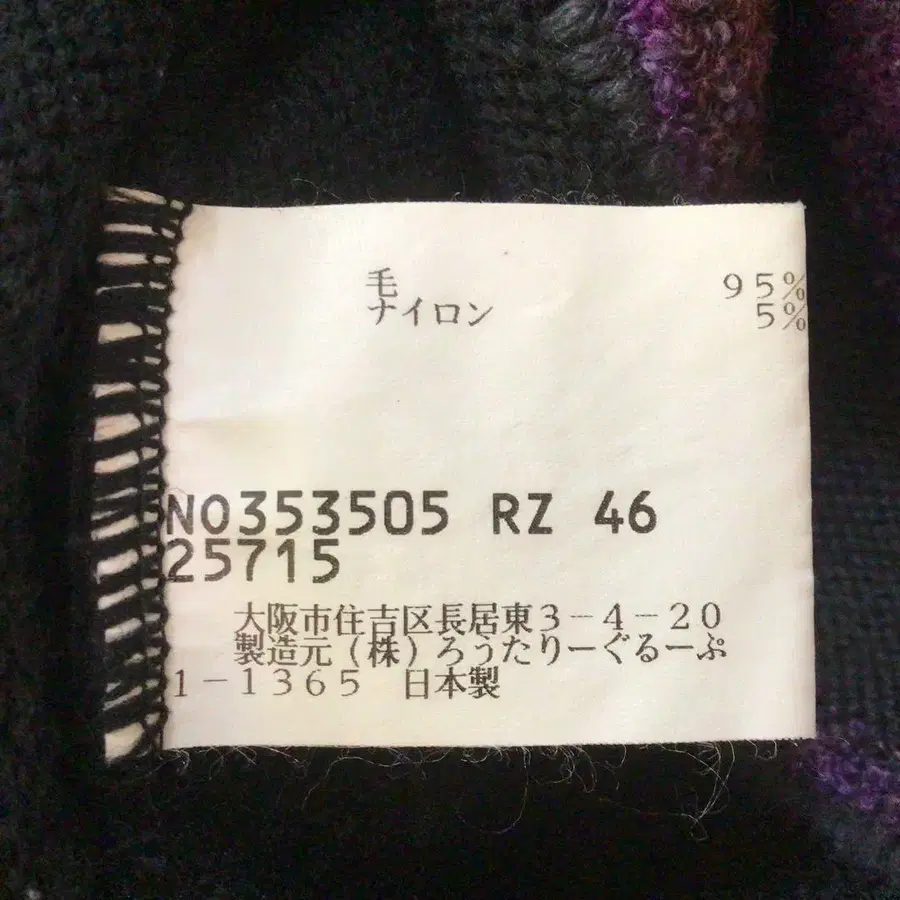 毛 95%
ナイロン 5%
NO353505 RZ 46
25715
大阪市住吉区長居東3-4-20
製造元(株)ろうたりーぐるーぷ
1-1365 日本製